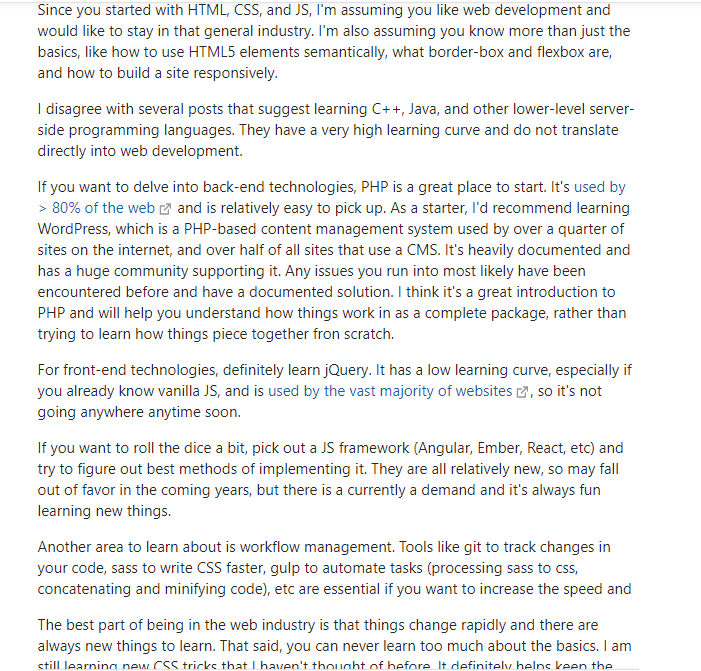 Since you started with HTML, CSS, and JS, I'm assuming you like web development and
would like to stay in that general industry. I'm also assuming you know more than just the
basics, like how to use HTML5 elements semantically, what border-box and flexbox are,
and how to build a site responsively.
I disagree with several posts that suggest learning C++, Java, and other lower-level server-
side programming languages. They have a very high learning curve and do not translate
directly into web development.
If you want to delve into back-end technologies, PHP is a great place to start. It's used by
> 80% of the web and is relatively easy to pick up. As a starter, I'd recommend learning
WordPress, which is a PHP-based content management system used by over a quarter of
sites on the internet, and over half of all sites that use a CMS. It's heavily documented and
has a huge community supporting it. Any issues you run into most likely have been
encountered before and have a documented solution. I think it's a great introduction to
PHP and will help you understand how things work in as a complete package, rather than
trying to learn how things piece together fron scratch.
For front-end technologies, definitely learn jQuery. It has a low learning curve, especially if
you already know vanilla JS, and is used by the vast majority of websites , so it's not
going anywhere anytime soon.
If you want to roll the dice a bit, pick out a JS framework (Angular, Ember, React, etc) and
try to figure out best methods of implementing it. They are all relatively new, so may fall
out of favor in the coming years, but there is a currently a demand and it's always fun
learning new things.
Another area to learn about is workflow management. Tools like git to track changes in
your code, sass to write CSS faster, gulp to automate tasks (processing sass to css,
concatenating and minifying code), etc are essential if you want to increase the speed and
The best part of being in the web industry is that things change rapidly and there are
always new things to learn. That said, you can never learn too much about the basics. I am
still learning new CSS tricks that I haven't thought of before. It definitely helps keep the